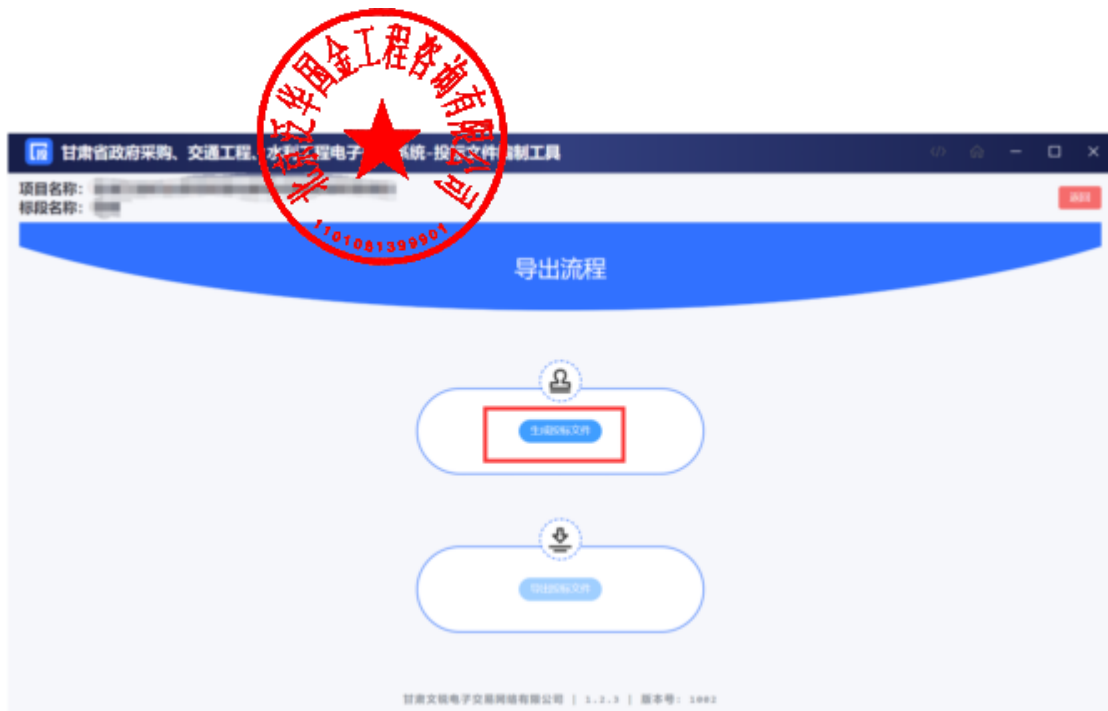 北京泛华国金工程咨询有限公司
甘肃省政府采购、交通工程、水利工程电子 系统-投标文件编制工具
项目名称：
标段名称：
返回
1101081399901
导出流程
生成投标文件
导出投标文件
甘肃文锐电子交易网络有限公司 | 1.2.3 | 版本号: 1002